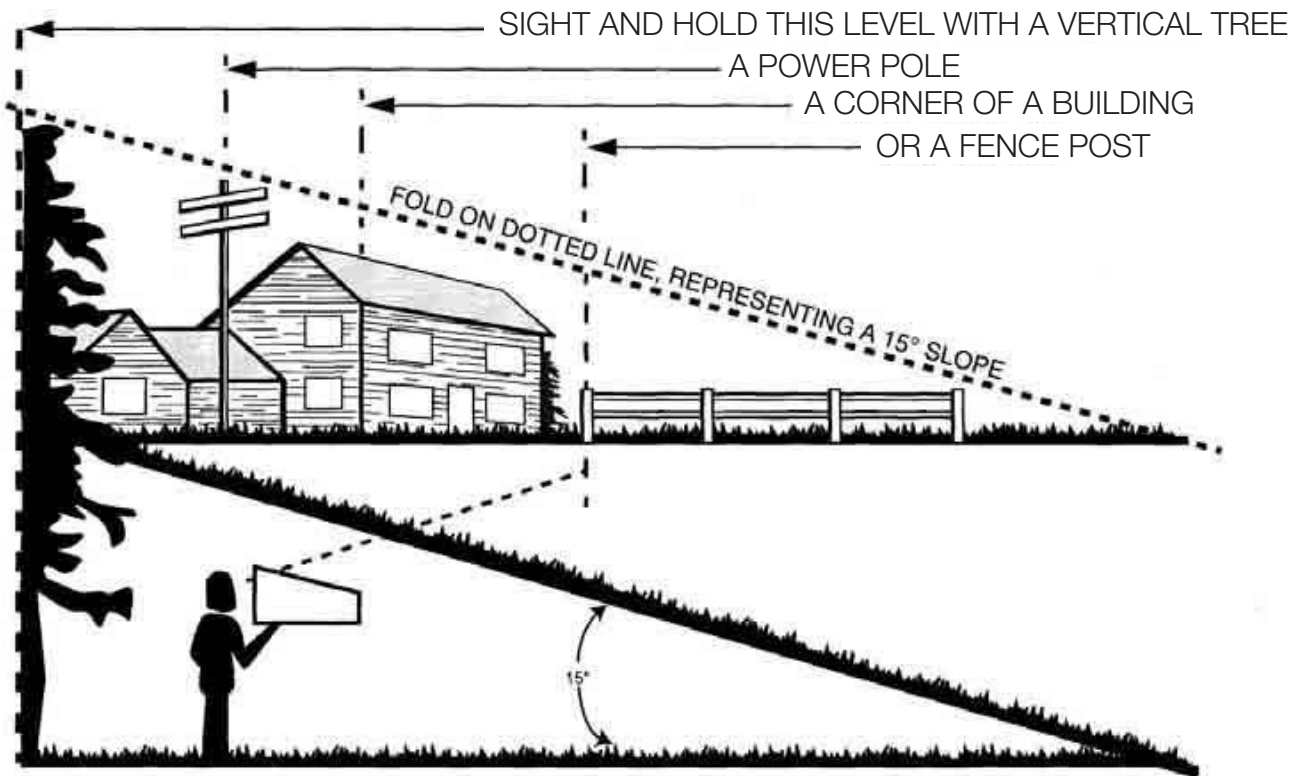 SIGHT AND HOLD THIS LEVEL WITH A VERTICAL TREE
A POWER POLE
A CORNER OF A BUILDING
OR A FENCE POST
FOLD ON DOTTED LINE, REPRESENTING A 15° SLOPE
15°